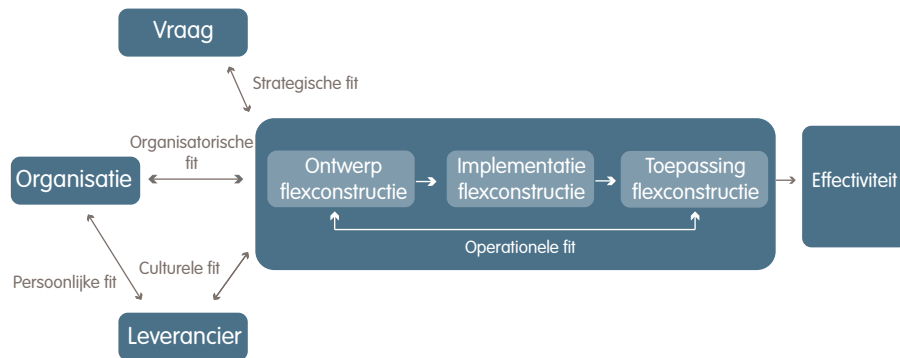 Vraag
Strategische fit
Organisatorische
fit
Organisatie
Ontwerp
flexconstructie
Implementatie
flexconstructie
Toepassing
flexconstructie
Effectiviteit
Operationele fit
Culturele fit
Persoonlijke fit
Leverancier